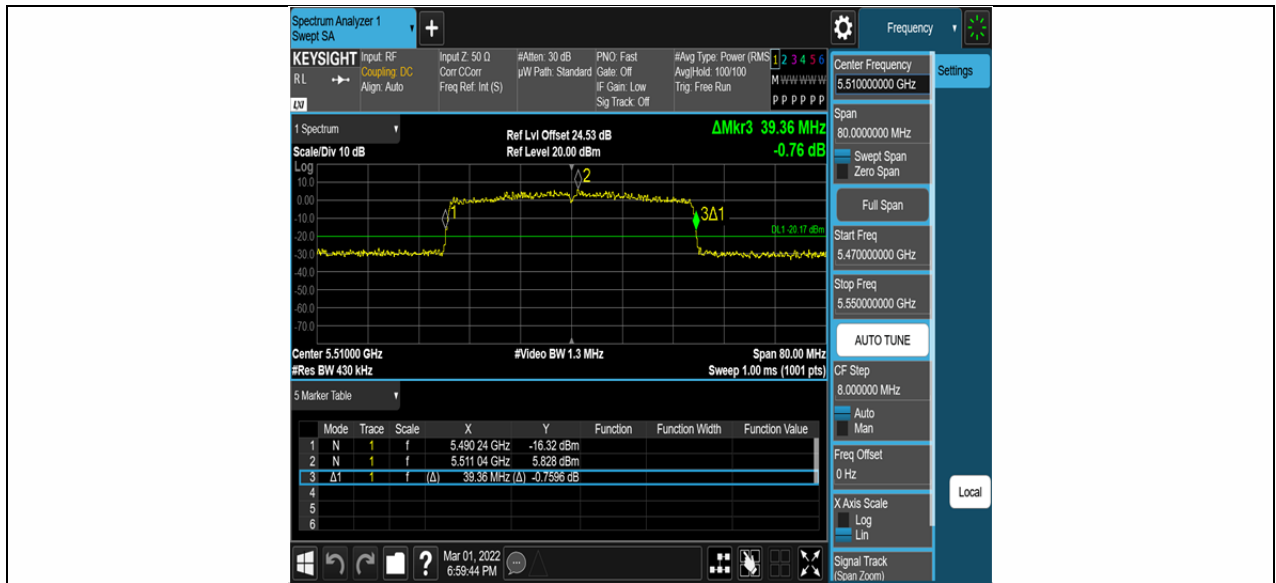 Spectrum Analyzer 1
Swept SA
+
Frequency
KEYSIGHT
RL
LXI
Input: RF
Coupling: DC
Align: Auto
Input Z: 50 Ω
Corr CCorr
Freq Ref: Int (S)
#Atten: 30 dB
µW Path: Standard
PNO: Fast
Gate: Off
IF Gain: Low
Sig Track: Off
#Avg Type: Power (RMS
Avg|Hold: 100/100
Trig: Free Run
1 2 3 4 5 6
M W W W W W
P P P P P P
1 Spectrum
Scale/Div 10 dB
Ref Lvl Offset 24.53 dB
Ref Level 20.00 dBm
ΔMkr3 39.36 MHz
-0.76 dB
Log
10.0
0.00
-10.0
-20.0
-30.0
-40.0
-50.0
-60.0
-70.0
1
2
3Δ1
DL1 -20.17 dBm
Center 5.51000 GHz
#Res BW 430 kHz
#Video BW 1.3 MHz
Span 80.00 MHz
Sweep 1.00 ms (1001 pts)
5 Marker Table
Mode Trace Scale X Y Function Function Width Function Value
1 N 1 f 5.490 24 GHz -16.32 dBm
2 N 1 f 5.511 04 GHz 5.828 dBm
3 Δ1 1 f (Δ) 39.36 MHz (Δ) -0.7596 dB
4
5
6
?
Mar 01, 2022
6:59:44 PM
Center Frequency
5.510000000 GHz
Settings
Span
80.0000000 MHz
Swept Span
Zero Span
Full Span
Start Freq
5.470000000 GHz
Stop Freq
5.550000000 GHz
AUTO TUNE
CF Step
8.000000 MHz
Auto
Man
Freq Offset
0 Hz
Local
X Axis Scale
Log
Lin
Signal Track
(Span Zoom)